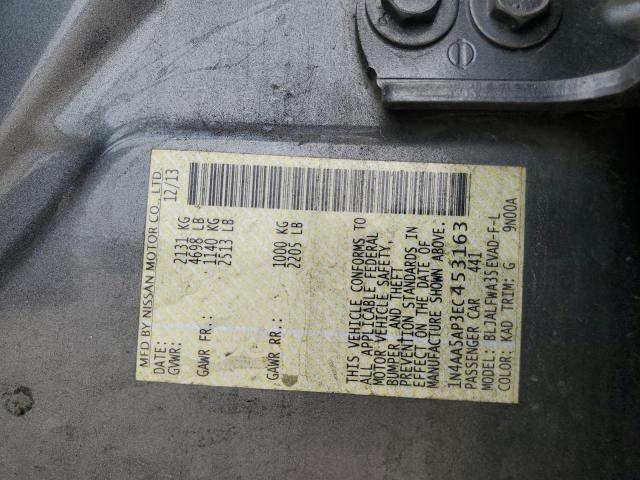 MFD BY NISSAN MOTOR CO., LTD.
DATE: 12/13
GVWR: 2131 KG
4698 LB
GAWR FR: 1140 KG
2513 LB
GAWR RR: 1000 KG
2205 LB
THIS VEHICLE CONFORMS TO
ALL APPLICABLE FEDERAL
MOTOR VEHICLE SAFETY,
BUMPER, AND THEFT
PREVENTION STANDARDS IN
EFFECT ON THE DATE OF
MANUFACTURE SHOWN ABOVE.
1N4AA5AP3EC453163
PASSENGER CAR 441
MODEL: BLJALFWA35EVAD-F-L
COLOR: KAD TRIM: G 9N00A